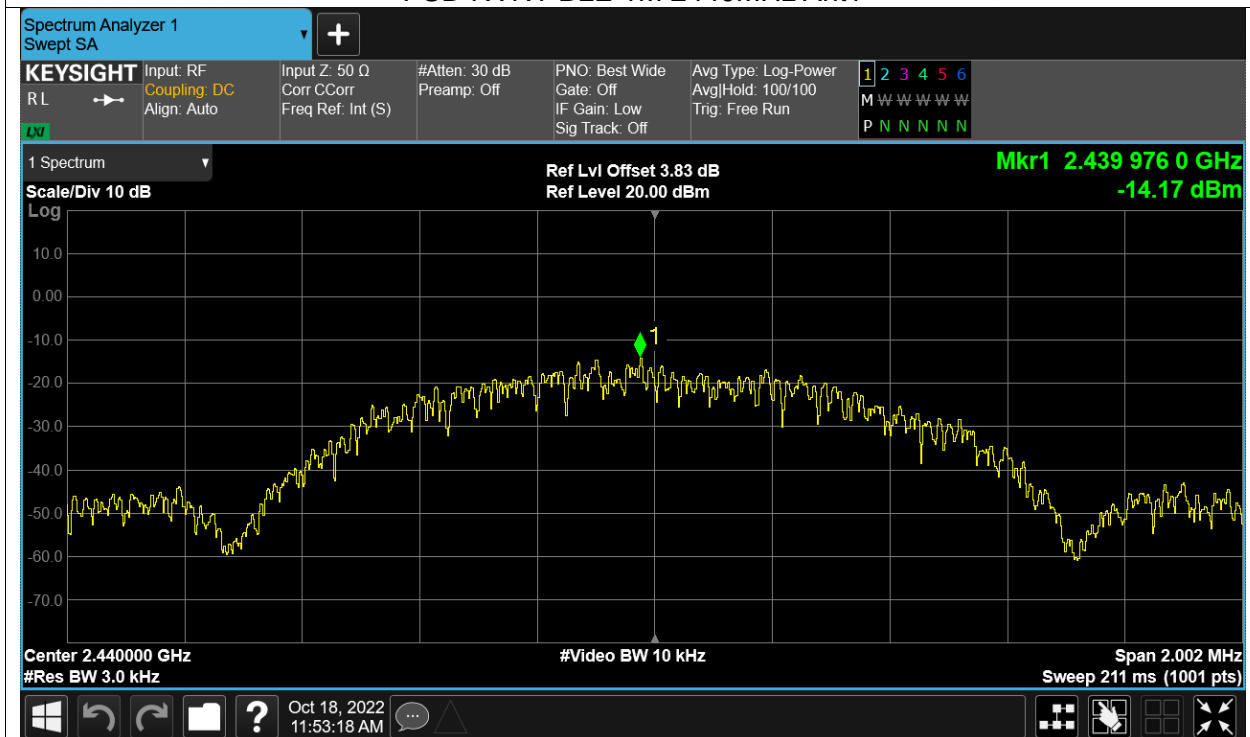 Spectrum Analyzer 1
Swept SA
KEYSIGHT
R L
LXI
Input: RF
Coupling: DC
Align: Auto
Input Z: 50 Ω
Corr CCorr
Freq Ref: Int (S)
#Atten: 30 dB
Preamp: Off
PNO: Best Wide
Gate: Off
IF Gain: Low
Sig Track: Off
Avg Type: Log-Power
Avg|Hold: 100/100
Trig: Free Run
1 2 3 4 5 6
M W W W W W W
P N N N N N N
1 Spectrum
Scale/Div 10 dB
Ref Lvl Offset 3.83 dB
Ref Level 20.00 dBm
Mkr1 2.439 976 0 GHz
-14.17 dBm
Log
10.0
0.00
-10.0
-20.0
-30.0
-40.0
-50.0
-60.0
-70.0
1
Center 2.440000 GHz
#Res BW 3.0 kHz
#Video BW 10 kHz
Span 2.002 MHz
Sweep 211 ms (1001 pts)
?
Oct 18, 2022
11:53:18 AM